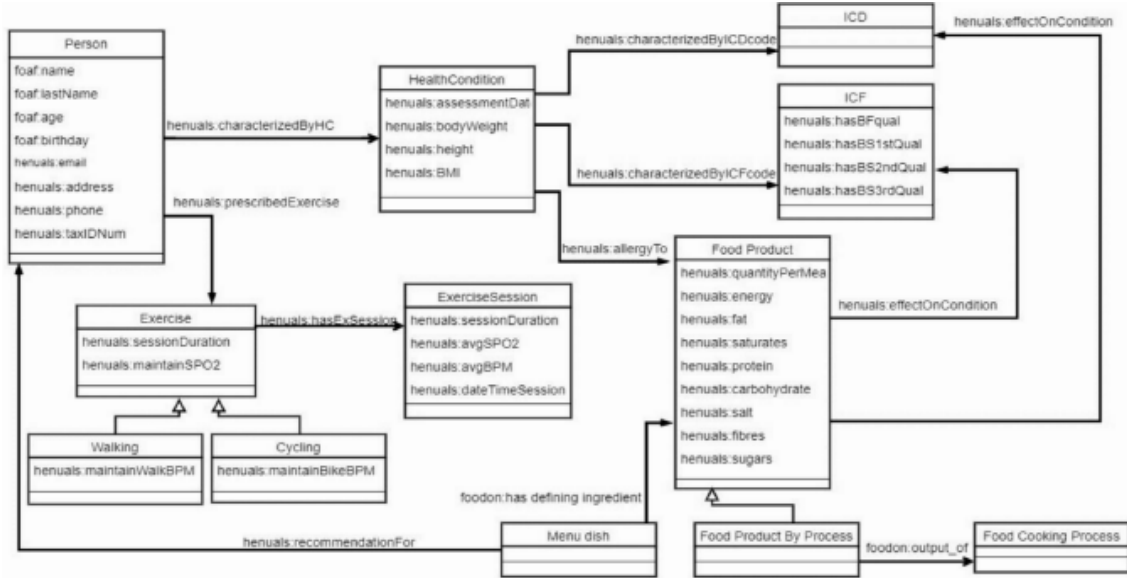 ICD
henuals:effectOnCondition
Person
foaf:name
foaf:lastName
foaf:age
foaf:birthday
henuals:email
henuals:address
henuals:phone
henuals:taxIDNum
henuals:characterizedByHC
henuals:characterizedByICDcode
HealthCondition
henuals:assessmentDat
henuals:bodyWeight
henuals:height
henuals:BMI
ICF
henuals:hasBFqual
henuals:hasBS1stQual
henuals:hasBS2ndQual
henuals:hasBS3rdQual
henuals:characterizedByICFcode
henuals:prescribedExercise
henuals:allergyTo
Food Product
henuals:quantityPerMea
henuals:energy
henuals:fat
henuals:saturates
henuals:protein
henuals:carbohydrate
henuals:salt
henuals:fibres
henuals:sugars
henuals:effectOnCondition
Exercise
henuals:sessionDuration
henuals:maintainSPO2
henuals:hasExSession
ExerciseSession
henuals:sessionDuration
henuals:avgSPO2
henuals:avgBPM
henuals:dateTimeSession
Walking
henuals:maintainWalkBPM
Cycling
henuals:maintainBikeBPM
foodon:has defining ingredient
henuals:recommendationFor
Menu dish
Food Product By Process
foodon:output_of
Food Cooking Process